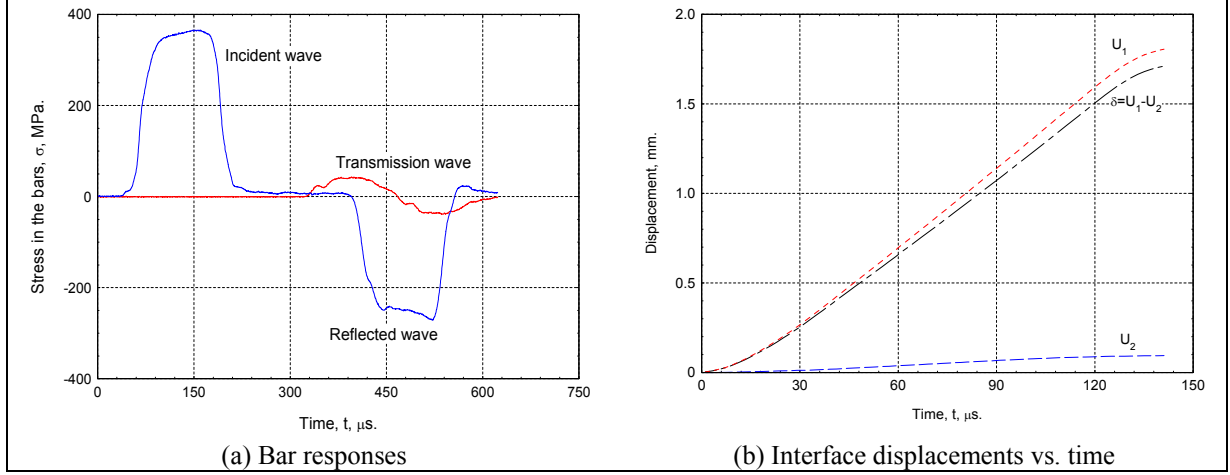 400
200
0
-200
-400
Stress in the bars, σ, MPa.
Incident wave
Transmission wave
Reflected wave
0 150 300 450 600 750
Time, t, μs.
(a) Bar responses
2.0
1.5
1.0
0.5
0
Displacement, mm.
U1
δ=U1-U2
U2
0 30 60 90 120 150
Time, t, μs.
(b) Interface displacements vs. time